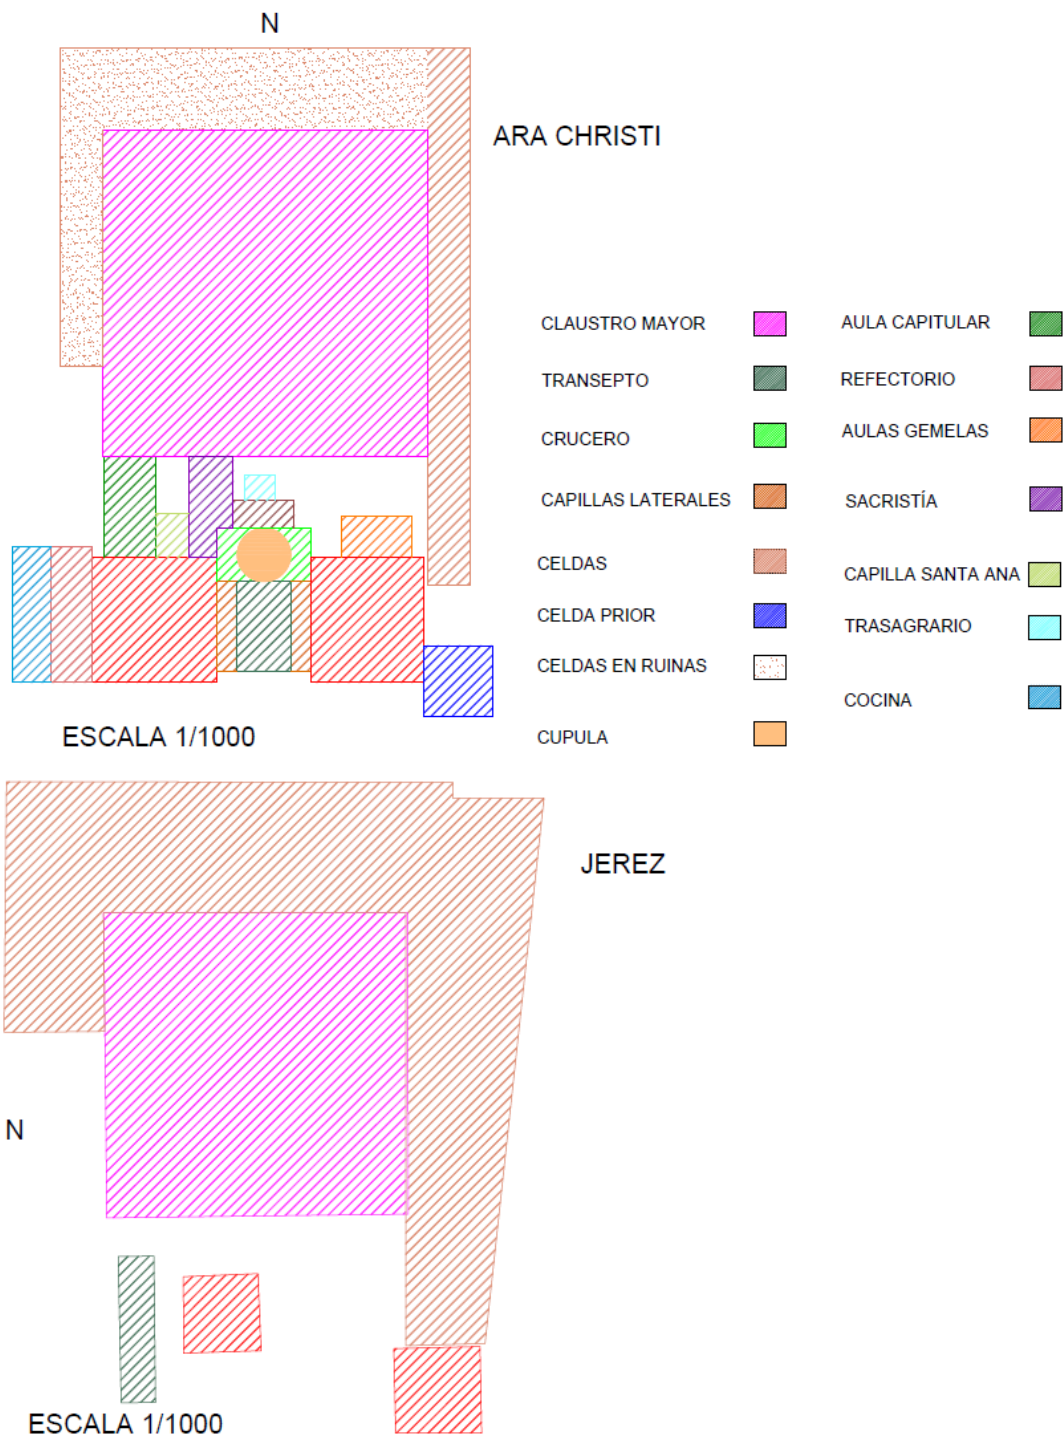 N
ARA CHRISTI
CLAUSTRO MAYOR
AULA CAPITULAR
TRANSEPTO
REFECTORIO
CRUCERO
AULAS GEMELAS
CAPILLAS LATERALES
SACRISTÍA
CELDAS
CAPILLA SANTA ANA
CELDA PRIOR
TRASAGRARIO
CELDAS EN RUINAS
COCINA
CUPULA
ESCALA 1/1000
JEREZ
N
ESCALA 1/1000